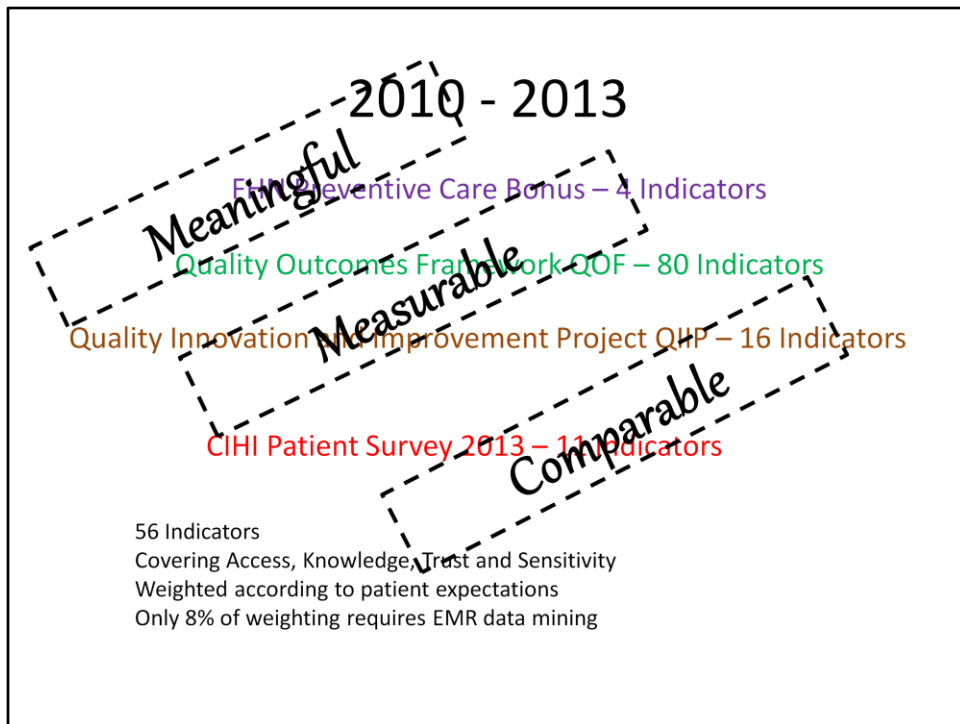 2010 - 2013
Meaningful
FHN Preventive Care Bonus – 4 Indicators
Quality Outcomes Framework QOF – 80 Indicators
Measurable
Quality Innovation and Improvement Project QIIP – 16 Indicators
Comparable
CIHI Patient Survey 2013 – 11 Indicators
56 Indicators
Covering Access, Knowledge, Trust and Sensitivity
Weighted according to patient expectations
Only 8% of weighting requires EMR data mining